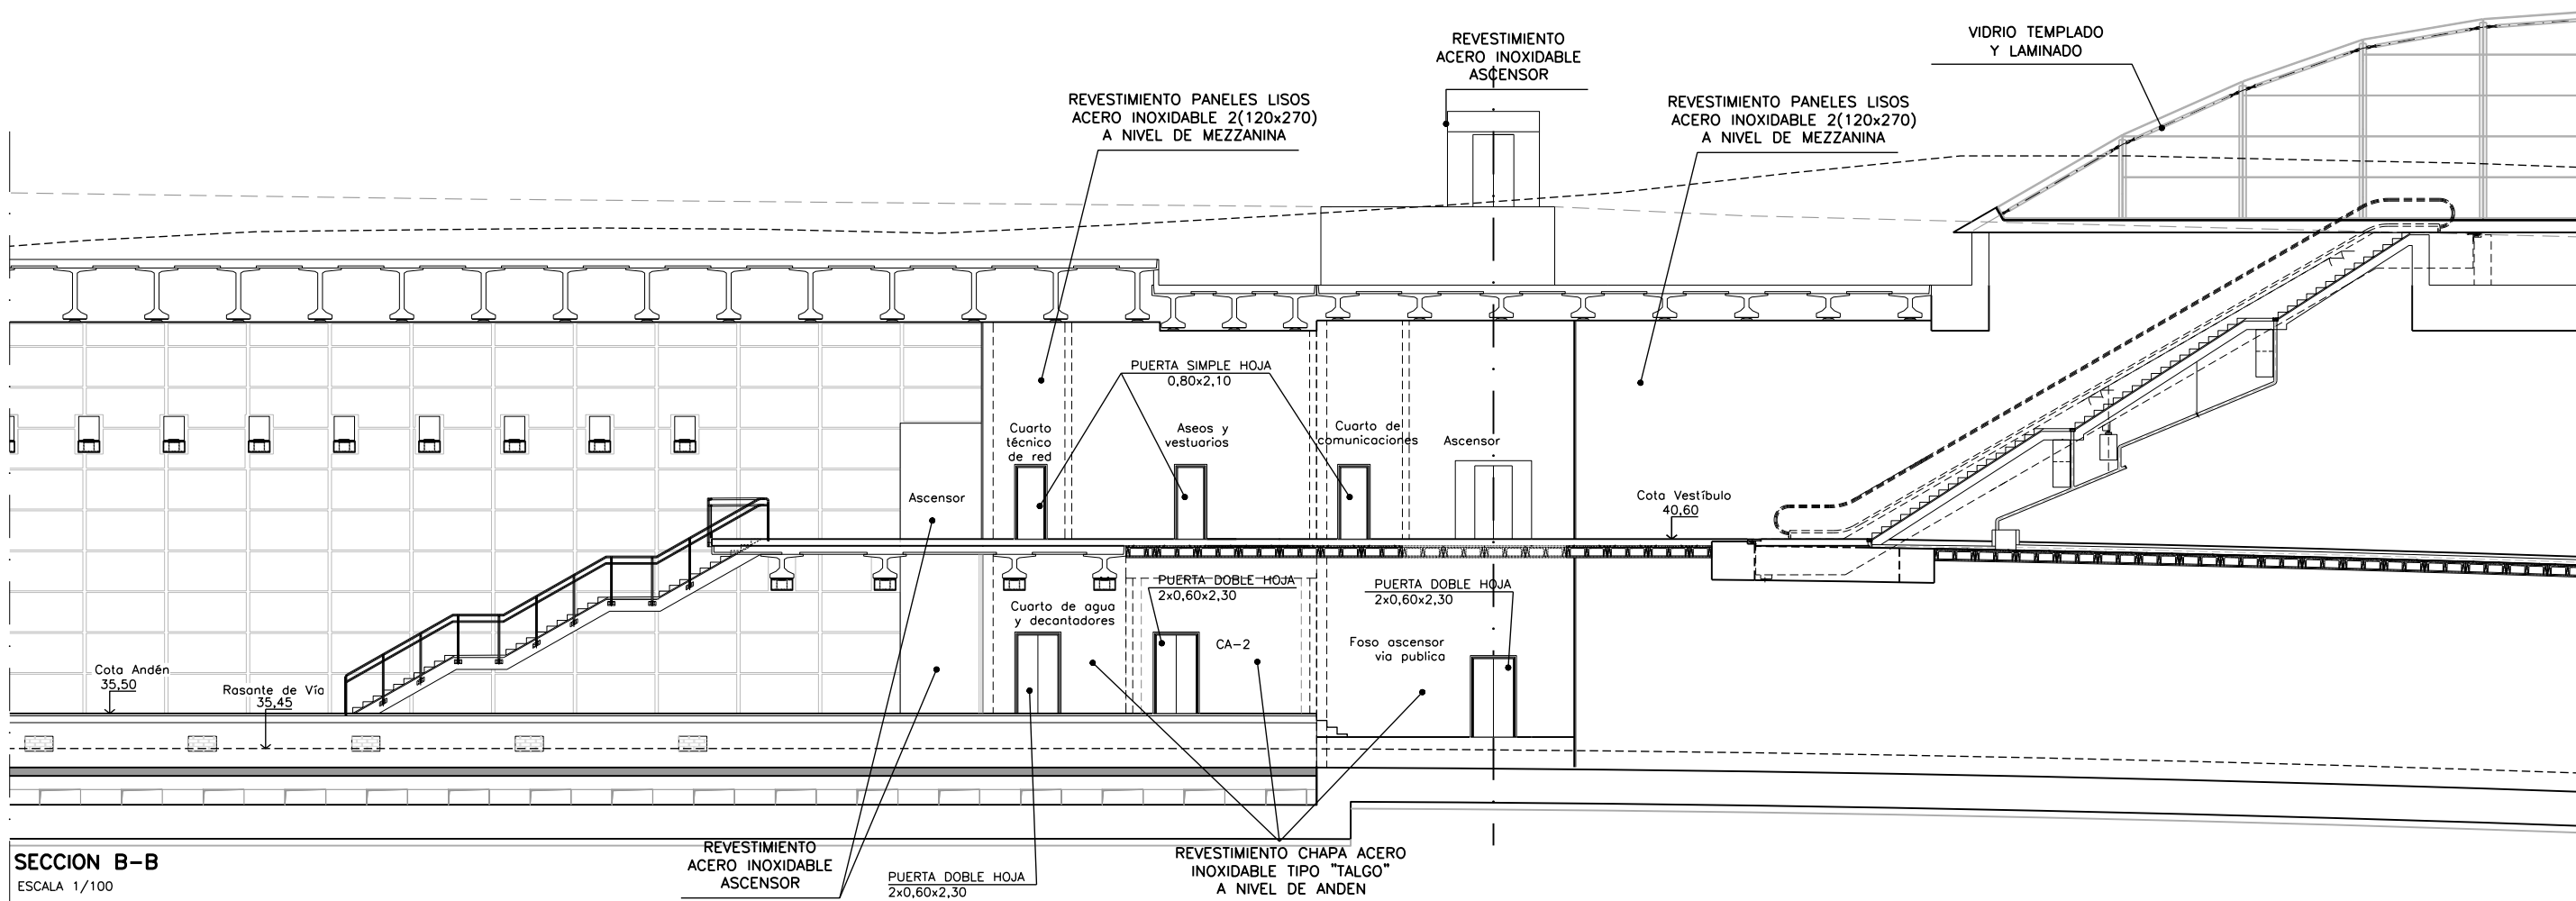 VIDRIO TEMPLADO
Y LAMINADO
REVESTIMIENTO
ACERO INOXIDABLE
ASCENSOR
REVESTIMIENTO PANELES LISOS
ACERO INOXIDABLE 2(120x270)
A NIVEL DE MEZZANINA
REVESTIMIENTO PANELES LISOS
ACERO INOXIDABLE 2(120x270)
A NIVEL DE MEZZANINA
PUERTA SIMPLE HOJA
0,80x2,10
Cuarto
técnico
de red
Aseos y
vestuarios
Cuarto de
comunicaciones
Ascensor
Ascensor
Cota Vestíbulo
40,60
PUERTA DOBLE HOJA
2x0,60x2,30
PUERTA DOBLE HOJA
2x0,60x2,30
Cuarto de agua
y decantadores
CA-2
Foso ascensor
via publica
Cota Andén
35,50
Rasante de Vía
35,45
SECCION B-B
ESCALA 1/100
REVESTIMIENTO
ACERO INOXIDABLE
ASCENSOR
PUERTA DOBLE HOJA
2x0,60x2,30
REVESTIMIENTO CHAPA ACERO
INOXIDABLE TIPO "TALGO"
A NIVEL DE ANDEN